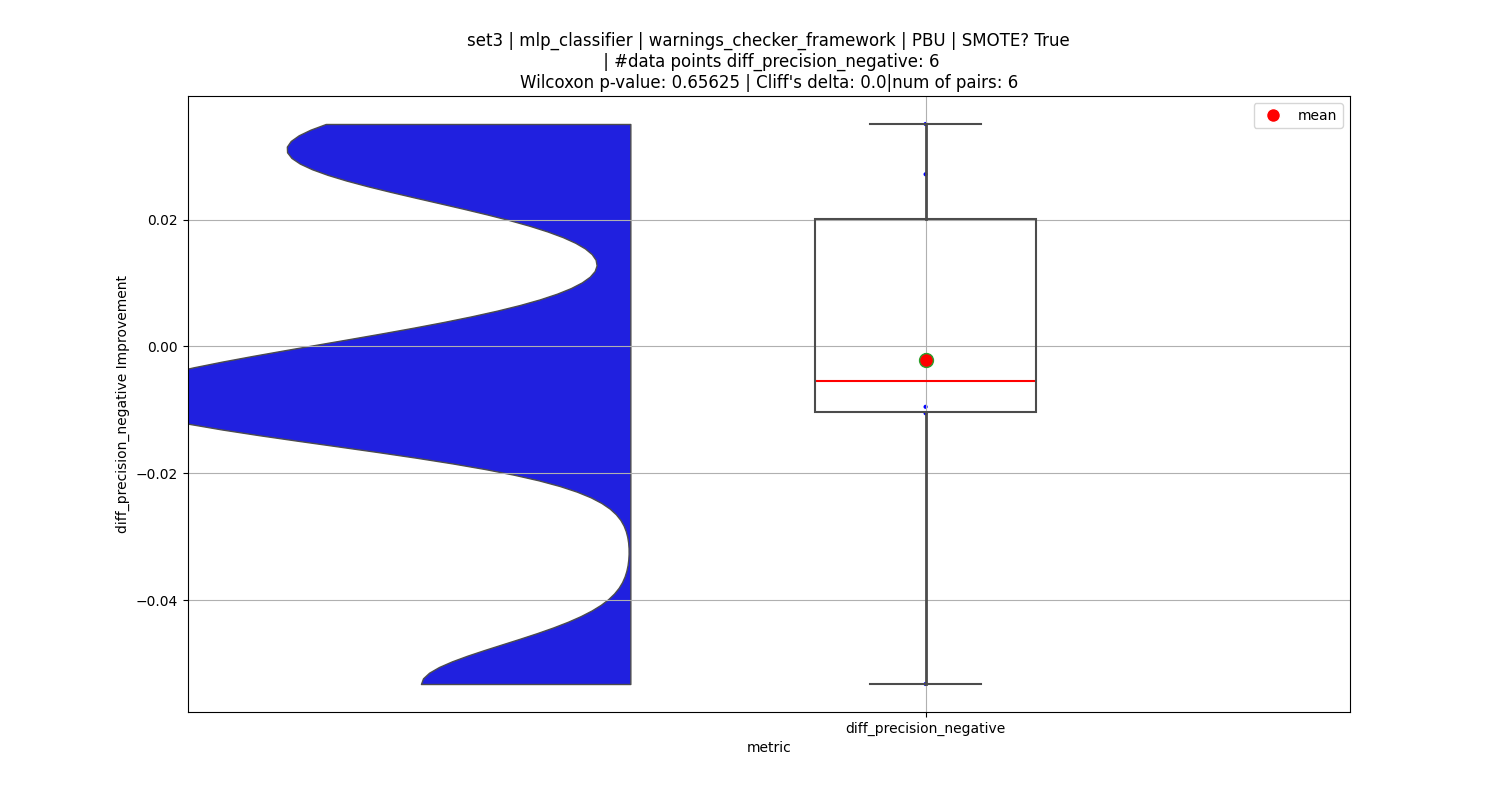 set3 | mlp_classifier | warnings_checker_framework | PBU | SMOTE? True
| #data points diff_precision_negative: 6
Wilcoxon p-value: 0.65625 | Cliff's delta: 0.0|num of pairs: 6
mean
0.02
0.00
−0.02
−0.04
diff_precision_negative Improvement
diff_precision_negative
metric